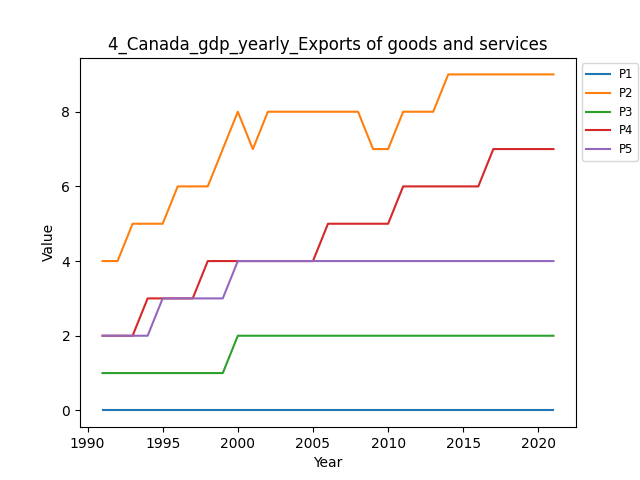 4_Canada_gdp_yearly_Exports of goods and services
P1
P2
P3
P4
P5
8
6
4
2
0
Value
1990 1995 2000 2005 2010 2015 2020
Year